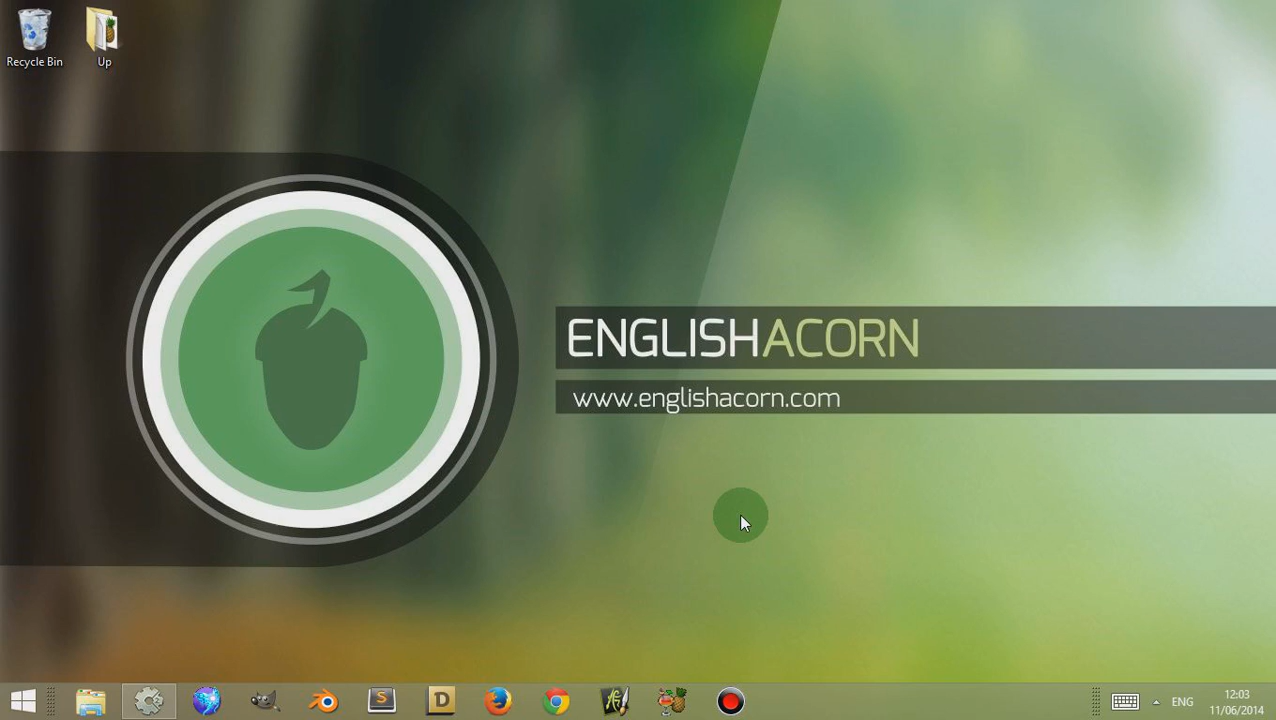 Recycle Bin
Up
ENGLISHACORN
www.englishacorn.com
S
D
ENG
12:03
11/06/2014